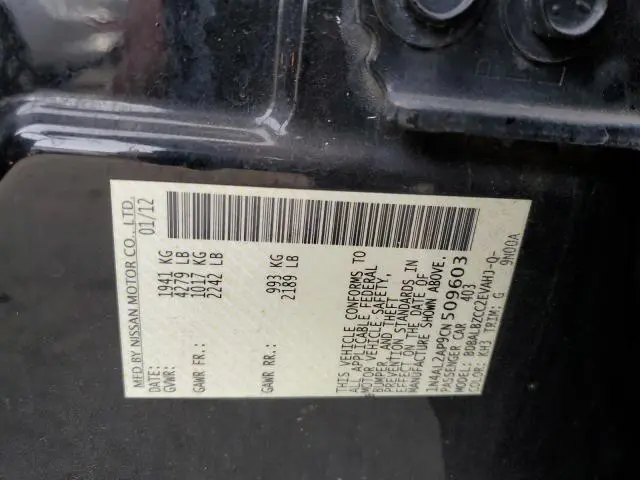 MFD BY NISSAN MOTOR CO., LTD.
DATE: 01/12
GVWR: 1941 KG
4279 LB
GAWR FR: 1017 KG
2242 LB
GAWR RR: 993 KG
2189 LB
THIS VEHICLE CONFORMS TO
ALL APPLICABLE FEDERAL
MOTOR VEHICLE SAFETY,
BUMPER, AND THEFT
PREVENTION STANDARDS IN
EFFECT ON THE DATE OF
MANUFACTURE SHOWN ABOVE.
1N4AL2AP9CN509603
PASSENGER CAR 4D3
MODEL: BDBALBZCC2EVAHJ-Q-
COLOR: KH3 TRIM: G 9N00A